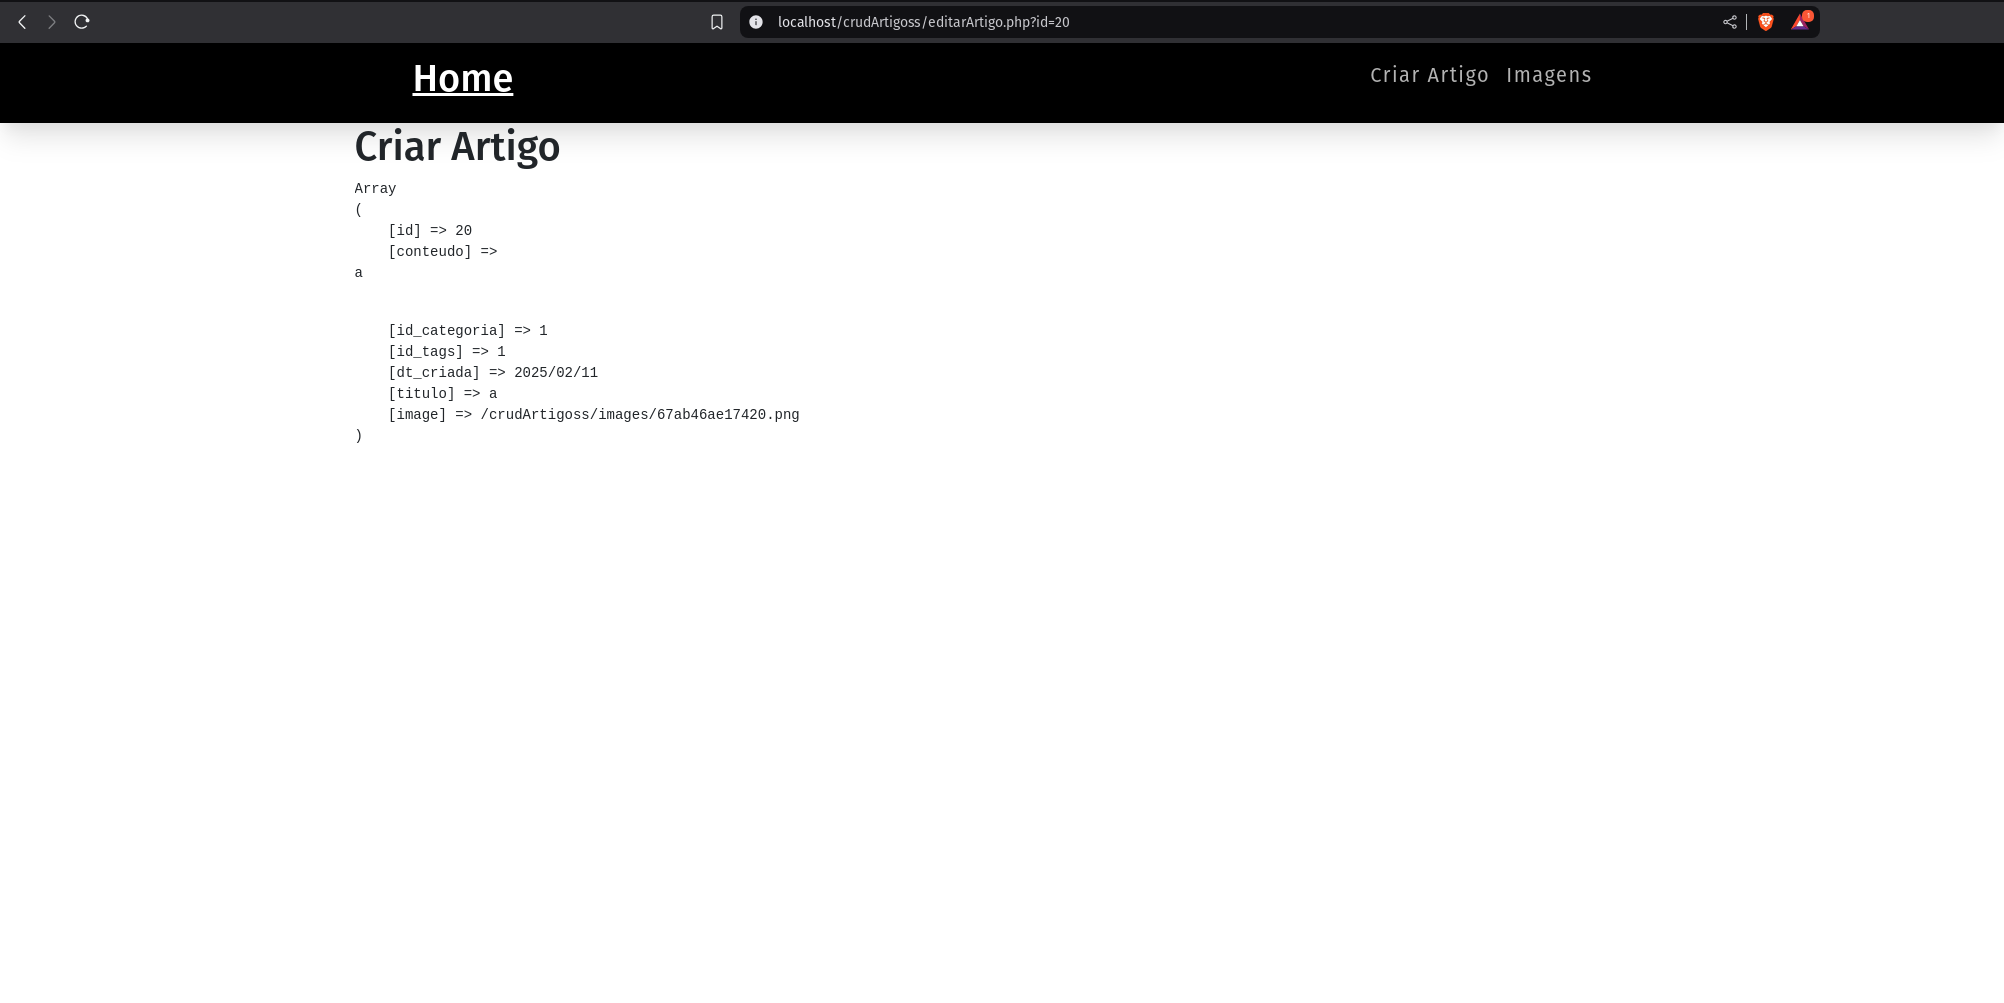 localhost/crudArtigoss/editarArtigo.php?id=20
1
Home
Criar Artigo Imagens
Criar Artigo
Array
(
[id] => 20
[conteudo] =>
a
[id_categoria] => 1
[id_tags] => 1
[dt_criada] => 2025/02/11
[titulo] => a
[image] => /crudArtigoss/images/67ab46ae17420.png
)